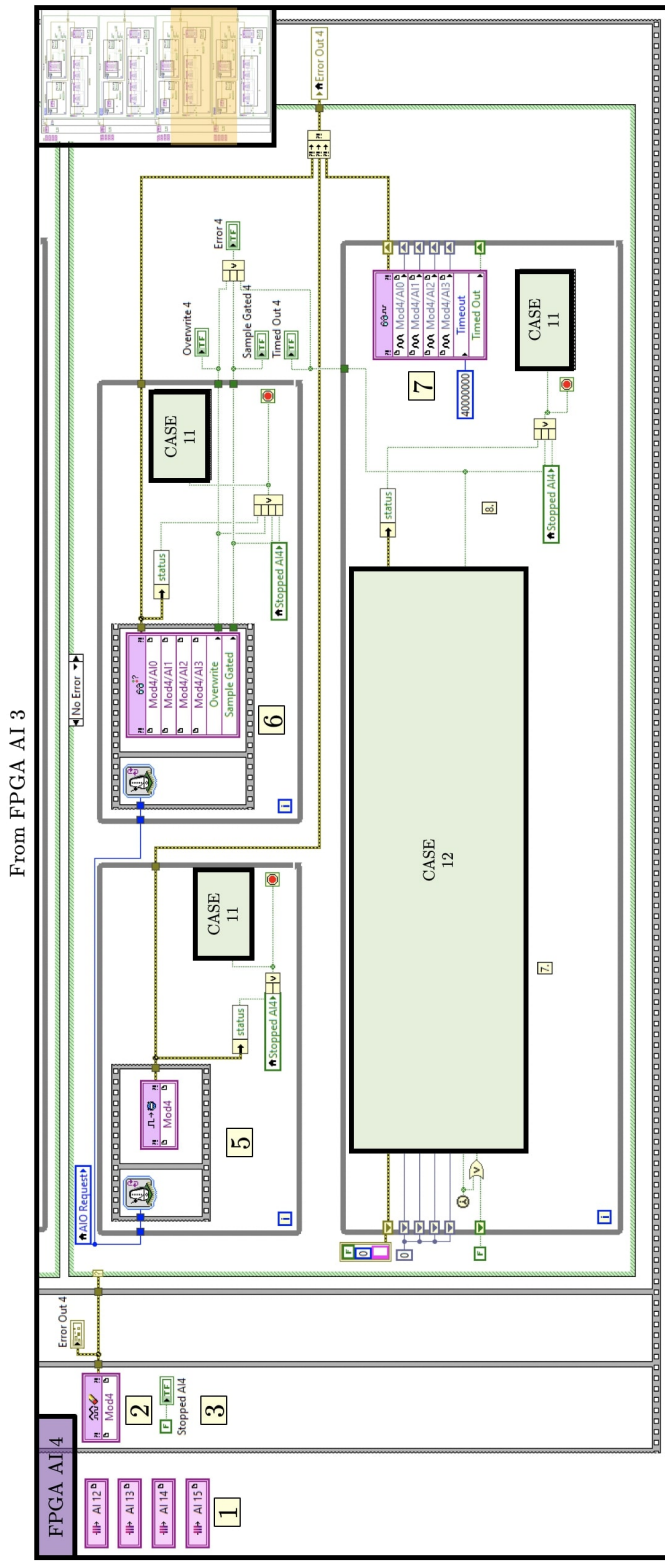 From FPGA AI 3
FPGA AI 4
AI 12
AI 13
AI 14
AI 15
1
Mod4
2
F
Stopped AI4
3
Error Out 4
No Error
AIO Request
Mod4
5
status
Stopped AI4
CASE
11
i
Mod4/AI0
Mod4/AI1
Mod4/AI2
Mod4/AI3
Overwrite
Sample Gated
6
status
Stopped AI4
CASE
11
i
Overwrite 4
Sample Gated 4
Timed Out 4
Error 4
Error Out 4
F
0
0
F
CASE
12
7.
i
status
8.
Stopped AI4
CASE
11
7
40000000
Mod4/AI0
Mod4/AI1
Mod4/AI2
Mod4/AI3
Timeout
Timed Out